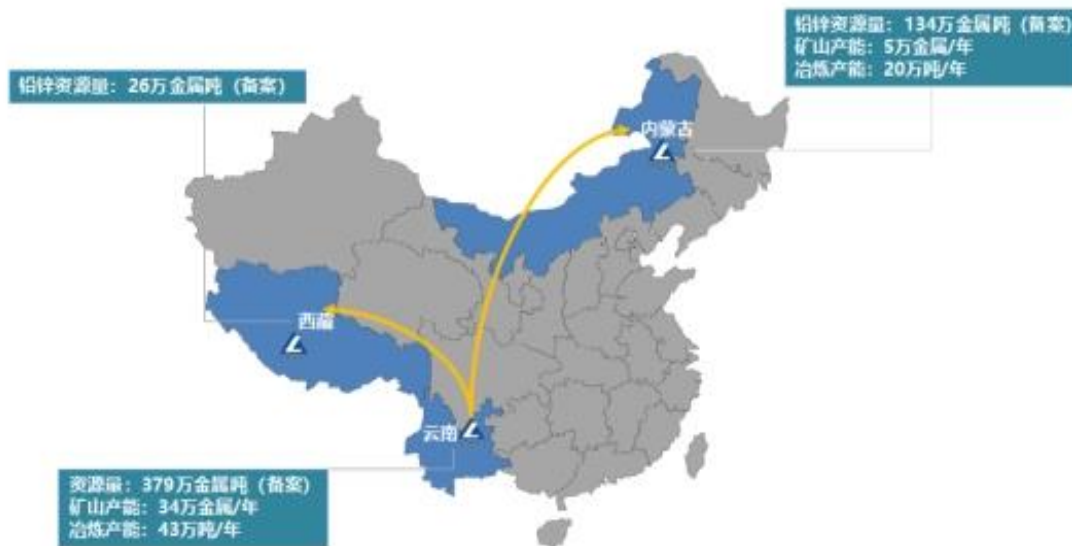 铅锌资源量：134万金属吨（备案）
矿山产能：5万金属/年
冶炼产能：20万吨/年
铅锌资源量：26万金属吨（备案）
内蒙古
西藏
云南
资源量：379万金属吨（备案）
矿山产能：34万金属/年
冶炼产能：43万吨/年